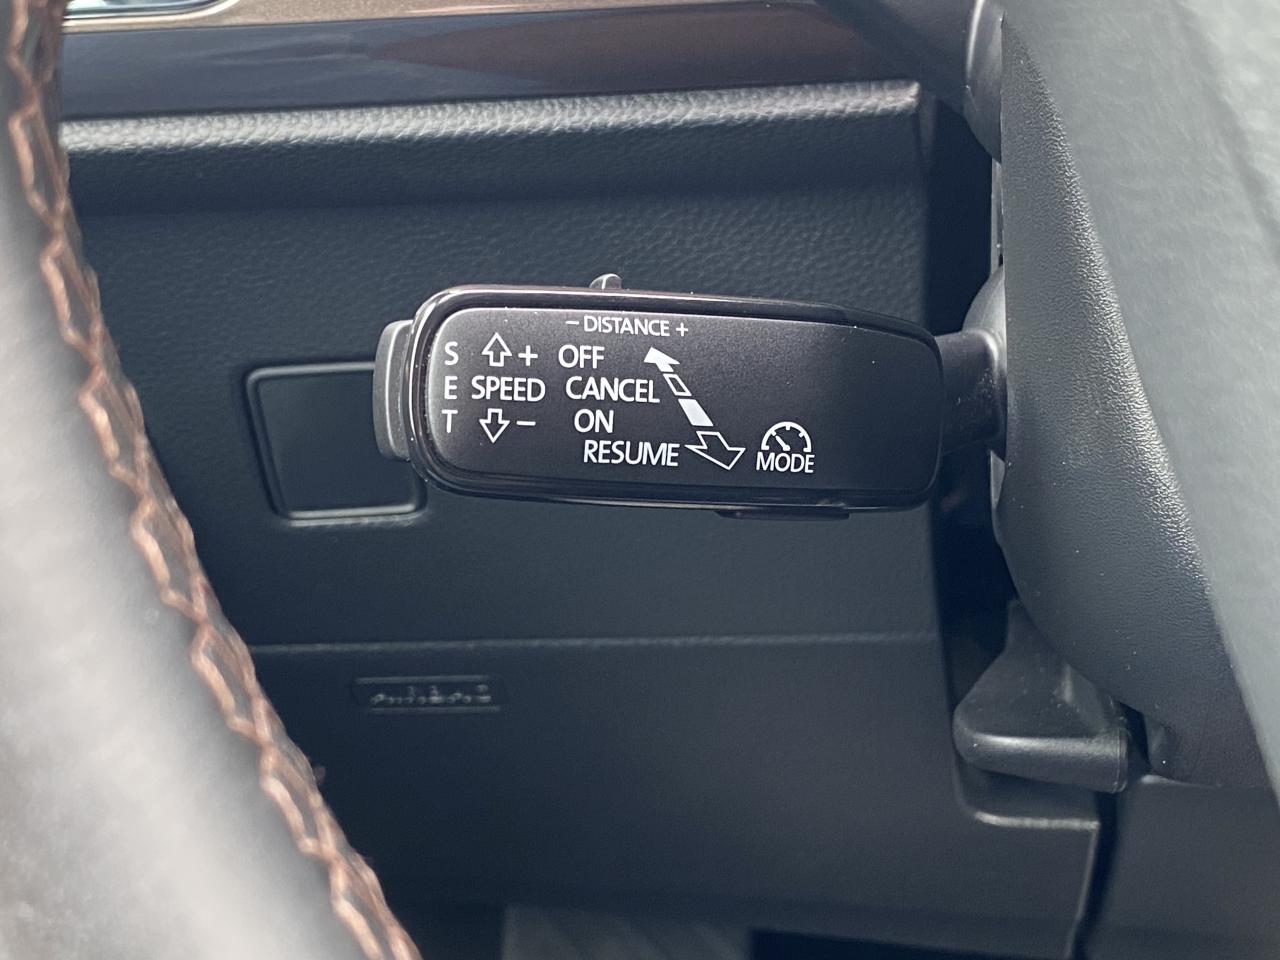 − DISTANCE +
S + OFF
E SPEED CANCEL
T − ON
RESUME
MODE